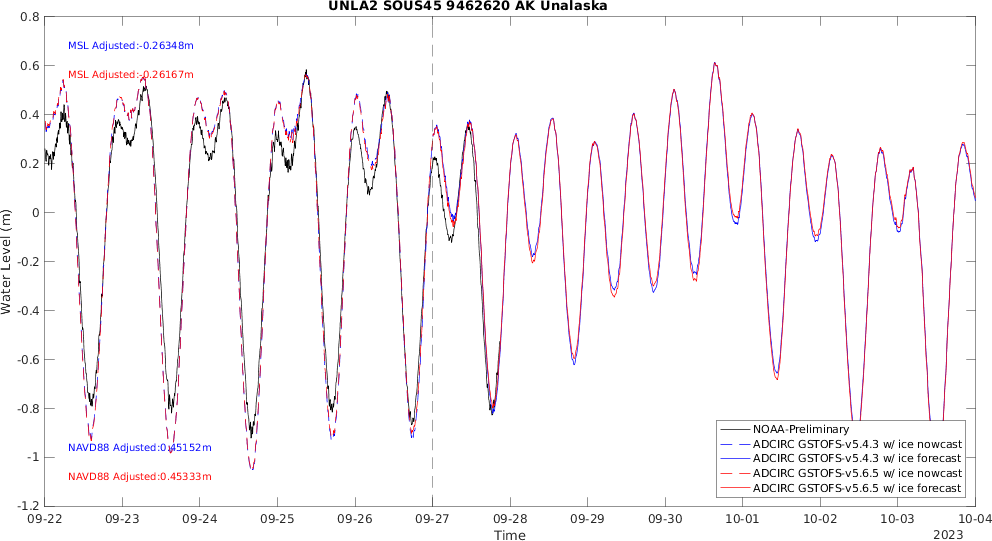 UNLA2 SOUS45 9462620 AK Unalaska
0.8
0.6
0.4
0.2
0
-0.2
-0.4
-0.6
-0.8
-1
-1.2
Water Level (m)
MSL Adjusted:-0.26348m
MSL Adjusted:-0.26167m
NAVD88 Adjusted:0.45152m
NAVD88 Adjusted:0.45333m
NOAA-Preliminary
ADCIRC GSTOFS-v5.4.3 w/ ice nowcast
ADCIRC GSTOFS-v5.4.3 w/ ice forecast
ADCIRC GSTOFS-v5.6.5 w/ ice nowcast
ADCIRC GSTOFS-v5.6.5 w/ ice forecast
09-22 09-23 09-24 09-25 09-26 09-27 09-28 09-29 09-30 10-01 10-02 10-03 10-04
Time
2023